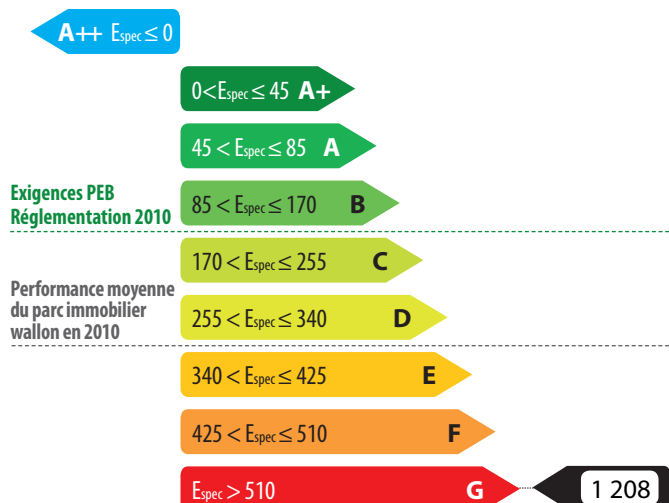 A++ Espec ≤ 0
0<Espec ≤ 45 A+
45 < Espec ≤ 85 A
Exigences PEB
Réglementation 2010
85 < Espec ≤ 170 B
170 < Espec ≤ 255 C
Performance moyenne
du parc immobilier
wallon en 2010
255 < Espec ≤ 340 D
340 < Espec ≤ 425 E
425 < Espec ≤ 510 F
Espec > 510 G
1 208